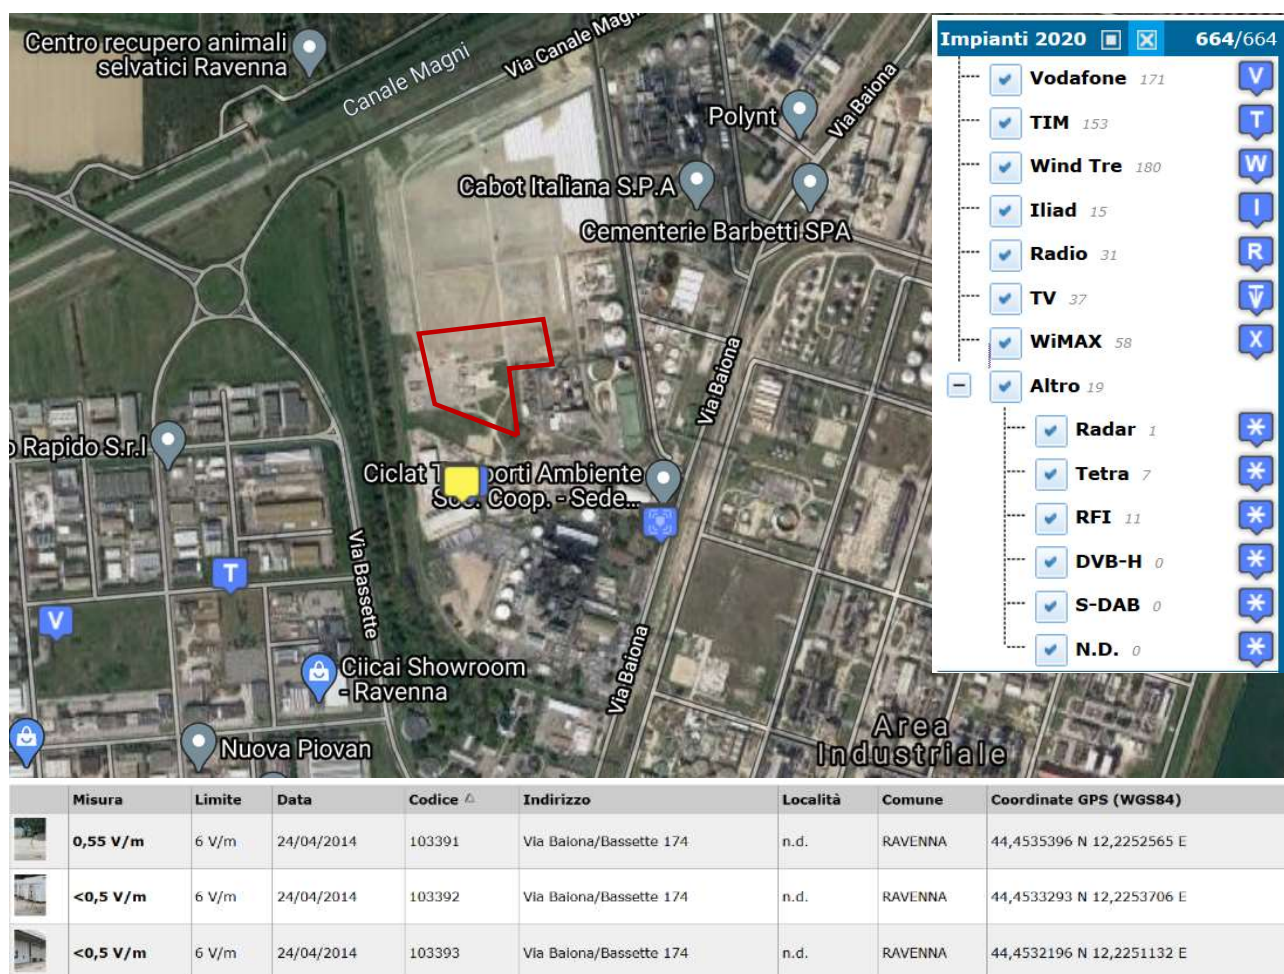 Centro recupero animali
selvatici Ravenna
Canale Magni
Via Canale Magni
Polynt
Via Baiona
Cabot Italiana S.P.A
Cementerie Barbetti SPA
Via Baiona
o Rapido S.r.l
Ciclat T porti Ambiente
Soc. Coop. - Sede...
T
Via Bassette
V
Via Baiona
Ciicai Showroom
- Ravenna
Nuova Piovan
Area
Industriale
Impianti 2020 664/664
Vodafone 171 V
TIM 153 T
Wind Tre 180 W
Iliad 15 I
Radio 31 R
TV 37 TV
WiMAX 58 X
Altro 19
Radar 1
Tetra 7
RFI 11
DVB-H 0
S-DAB 0
N.D. 0
Misura Limite Data Codice Indirizzo Località Comune Coordinate GPS (WGS84)
0,55 V/m 6 V/m 24/04/2014 103391 Via Baiona/Bassette 174 n.d. RAVENNA 44,4535396 N 12,2252565 E
<0,5 V/m 6 V/m 24/04/2014 103392 Via Baiona/Bassette 174 n.d. RAVENNA 44,4533293 N 12,2253706 E
<0,5 V/m 6 V/m 24/04/2014 103393 Via Baiona/Bassette 174 n.d. RAVENNA 44,4532196 N 12,2251132 E